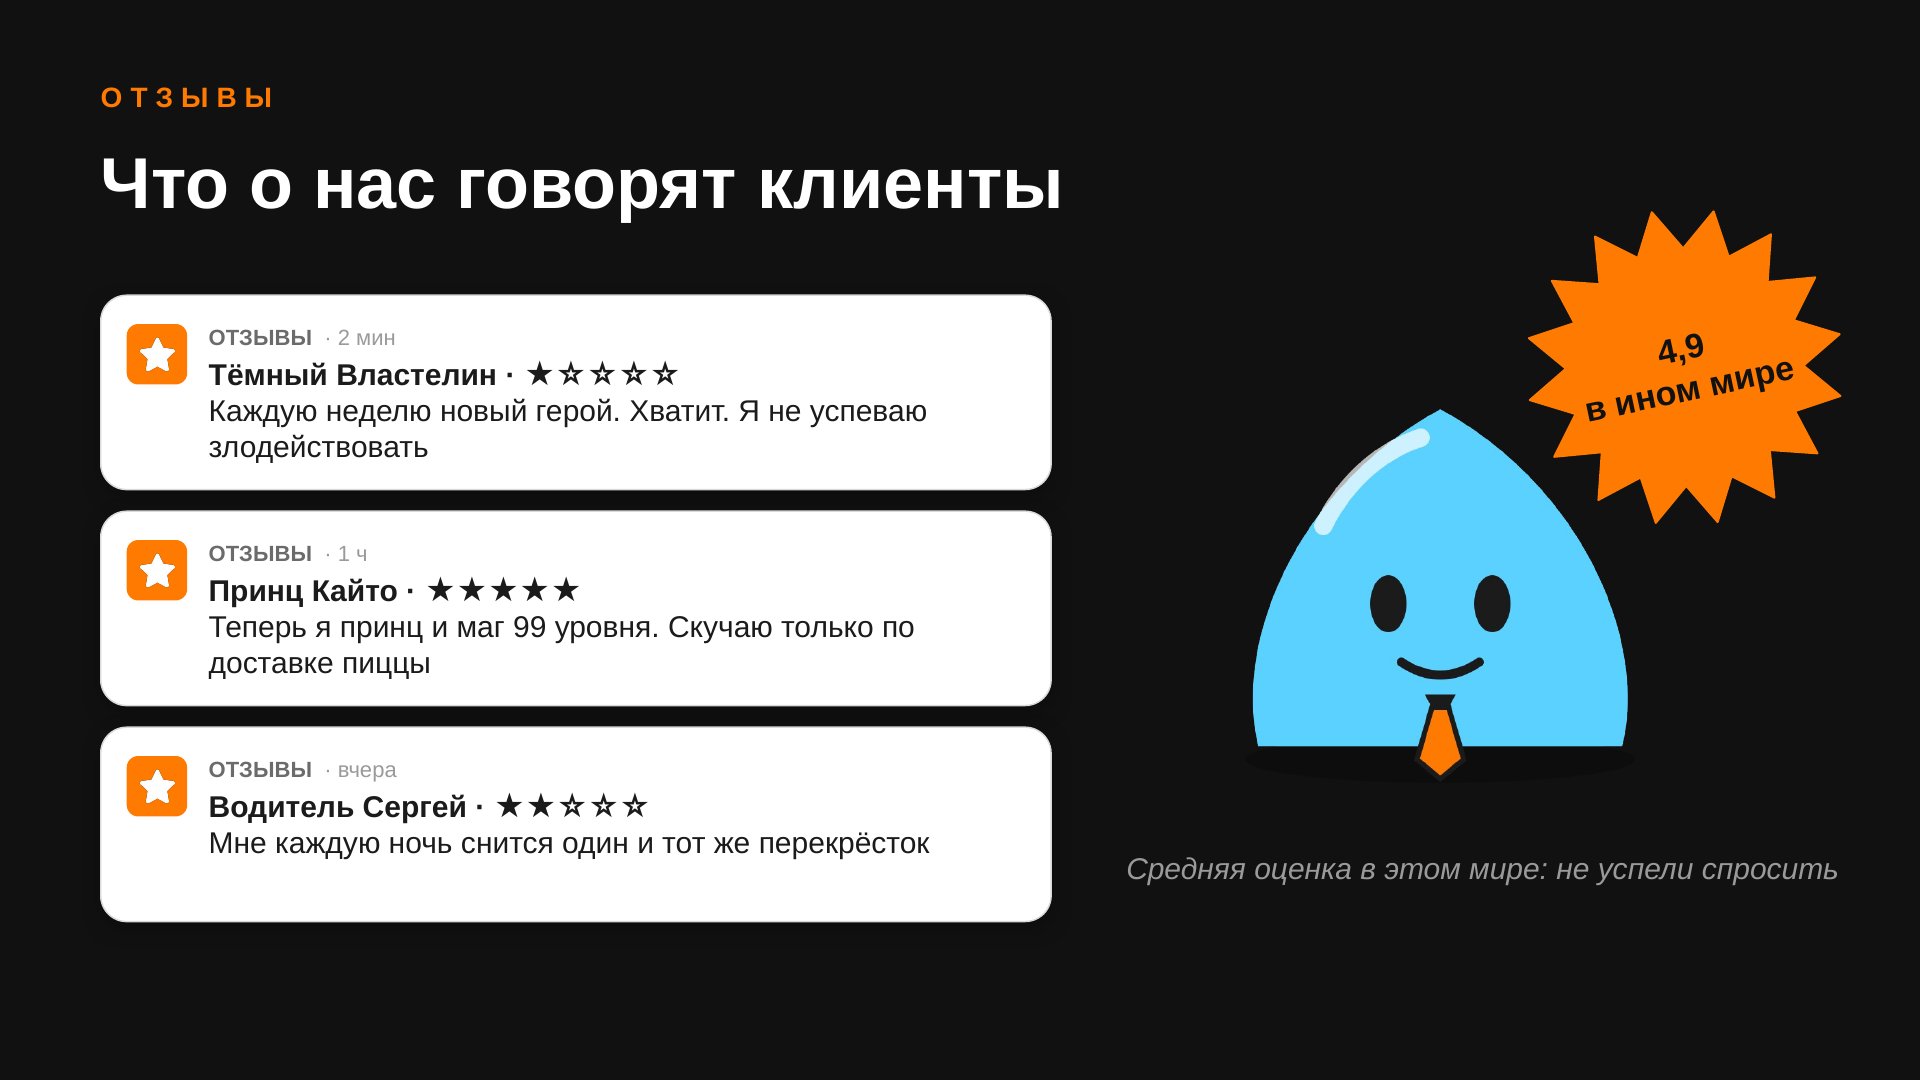 ОТЗЫВЫ
Что о нас говорят клиенты
ОТЗЫВЫ · 2 мин
Тёмный Властелин · ★☆☆☆☆
Каждую неделю новый герой. Хватит. Я не успеваю
злодействовать
ОТЗЫВЫ · 1 ч
Принц Кайто · ★★★★★
Теперь я принц и маг 99 уровня. Скучаю только по
доставке пиццы
ОТЗЫВЫ · вчера
Водитель Сергей · ★★☆☆☆
Мне каждую ночь снится один и тот же перекрёсток
4,9
в ином мире
Средняя оценка в этом мире: не успели спросить